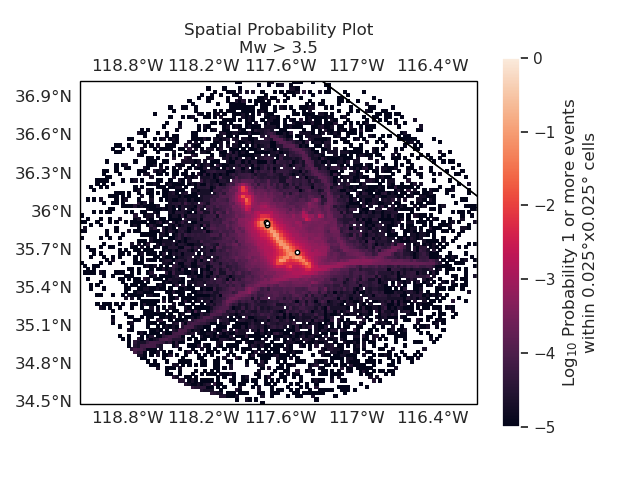 Spatial Probability Plot
Mw > 3.5
118.8°W 118.2°W 117.6°W 117°W 116.4°W
36.9°N
36.6°N
36.3°N
36°N
35.7°N
35.4°N
35.1°N
34.8°N
34.5°N
118.8°W 118.2°W 117.6°W 117°W 116.4°W
0
−1
−2
−3
−4
−5
Log₁₀ Probability 1 or more events
within 0.025°x0.025° cells